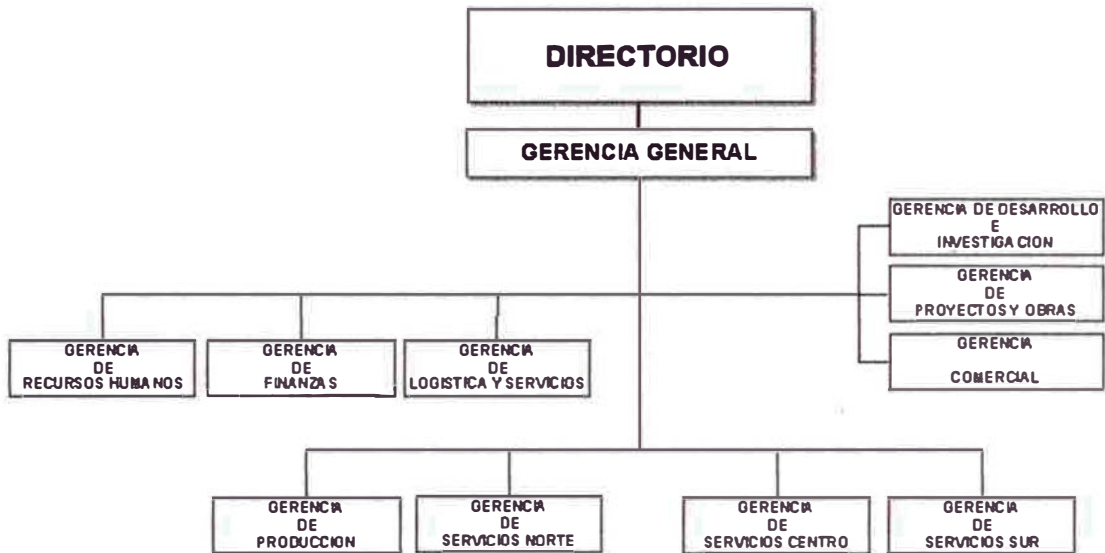 DIRECTORIO
GERENCIA GENERAL
GERENCIA DE DESARROLLO
E
INVESTIGACION
GERENCIA
DE
PROYECTOS Y OBRAS
GERENCIA
COMERCIAL
GERENCIA
DE
RECURSOS HUMANOS
GERENCIA
DE
FINANZAS
GERENCIA
DE
LOGISTICA Y SERVICIOS
GERENCIA
DE
PRODUCCION
GERENCIA
DE
SERVICIOS NORTE
GERENCIA
DE
SERVICIOS CENTRO
GERENCIA
DE
SERVICIOS SUR